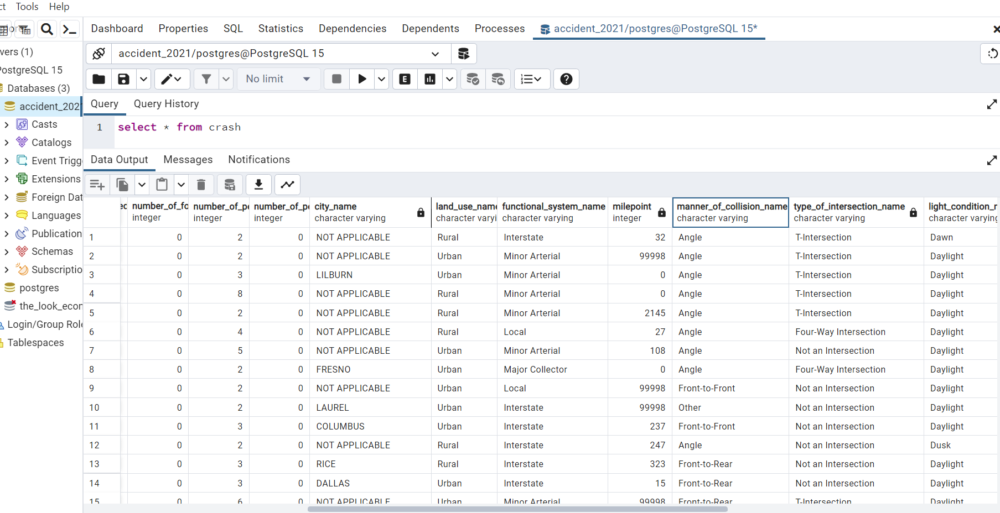 ct Tools Help
Dashboard Properties SQL Statistics Dependencies Dependents Processes accident_2021/postgres@PostgreSQL 15*
vers (1)
PostgreSQL 15
Databases (3)
accident_202
Casts
Catalogs
Event Trigg
Extensions
Foreign Dat
Languages
Publication
Schemas
Subscriptio
postgres
the_look_econ
Login/Group Role
Tablespaces
accident_2021/postgres@PostgreSQL 15
No limit
E
Query Query History
1 select * from crash
Data Output Messages Notifications
ec number_of_fo number_of_pe number_of_pe city_name land_use_name functional_system_name milepoint manner_of_collision_name type_of_intersection_name light_condition_n
integer integer integer character varying character varyi character varying integer character varying character varying character varying
1 0 2 0 NOT APPLICABLE Rural Interstate 32 Angle T-Intersection Dawn
2 0 2 0 NOT APPLICABLE Urban Minor Arterial 99998 Angle T-Intersection Daylight
3 0 3 0 LILBURN Urban Minor Arterial 0 Angle T-Intersection Daylight
4 0 8 0 NOT APPLICABLE Rural Minor Arterial 0 Angle T-Intersection Daylight
5 0 2 0 NOT APPLICABLE Rural Minor Arterial 2145 Angle T-Intersection Daylight
6 0 4 0 NOT APPLICABLE Rural Local 27 Angle Four-Way Intersection Daylight
7 0 5 0 NOT APPLICABLE Urban Minor Arterial 108 Angle Not an Intersection Daylight
8 0 2 0 FRESNO Urban Major Collector 0 Angle Four-Way Intersection Daylight
9 0 2 0 NOT APPLICABLE Urban Local 99998 Front-to-Front Not an Intersection Daylight
10 0 2 0 LAUREL Urban Interstate 99998 Other Not an Intersection Daylight
11 0 3 0 COLUMBUS Urban Interstate 237 Front-to-Front Not an Intersection Daylight
12 0 2 0 NOT APPLICABLE Rural Interstate 247 Angle Not an Intersection Dusk
13 0 3 0 RICE Rural Interstate 323 Front-to-Rear Not an Intersection Daylight
14 0 3 0 DALLAS Urban Interstate 15 Front-to-Rear Not an Intersection Daylight
15 0 6 0 NOT APPLICABLE Urban Minor Arterial 99998 Front-to-Rear T-Intersection Daylight